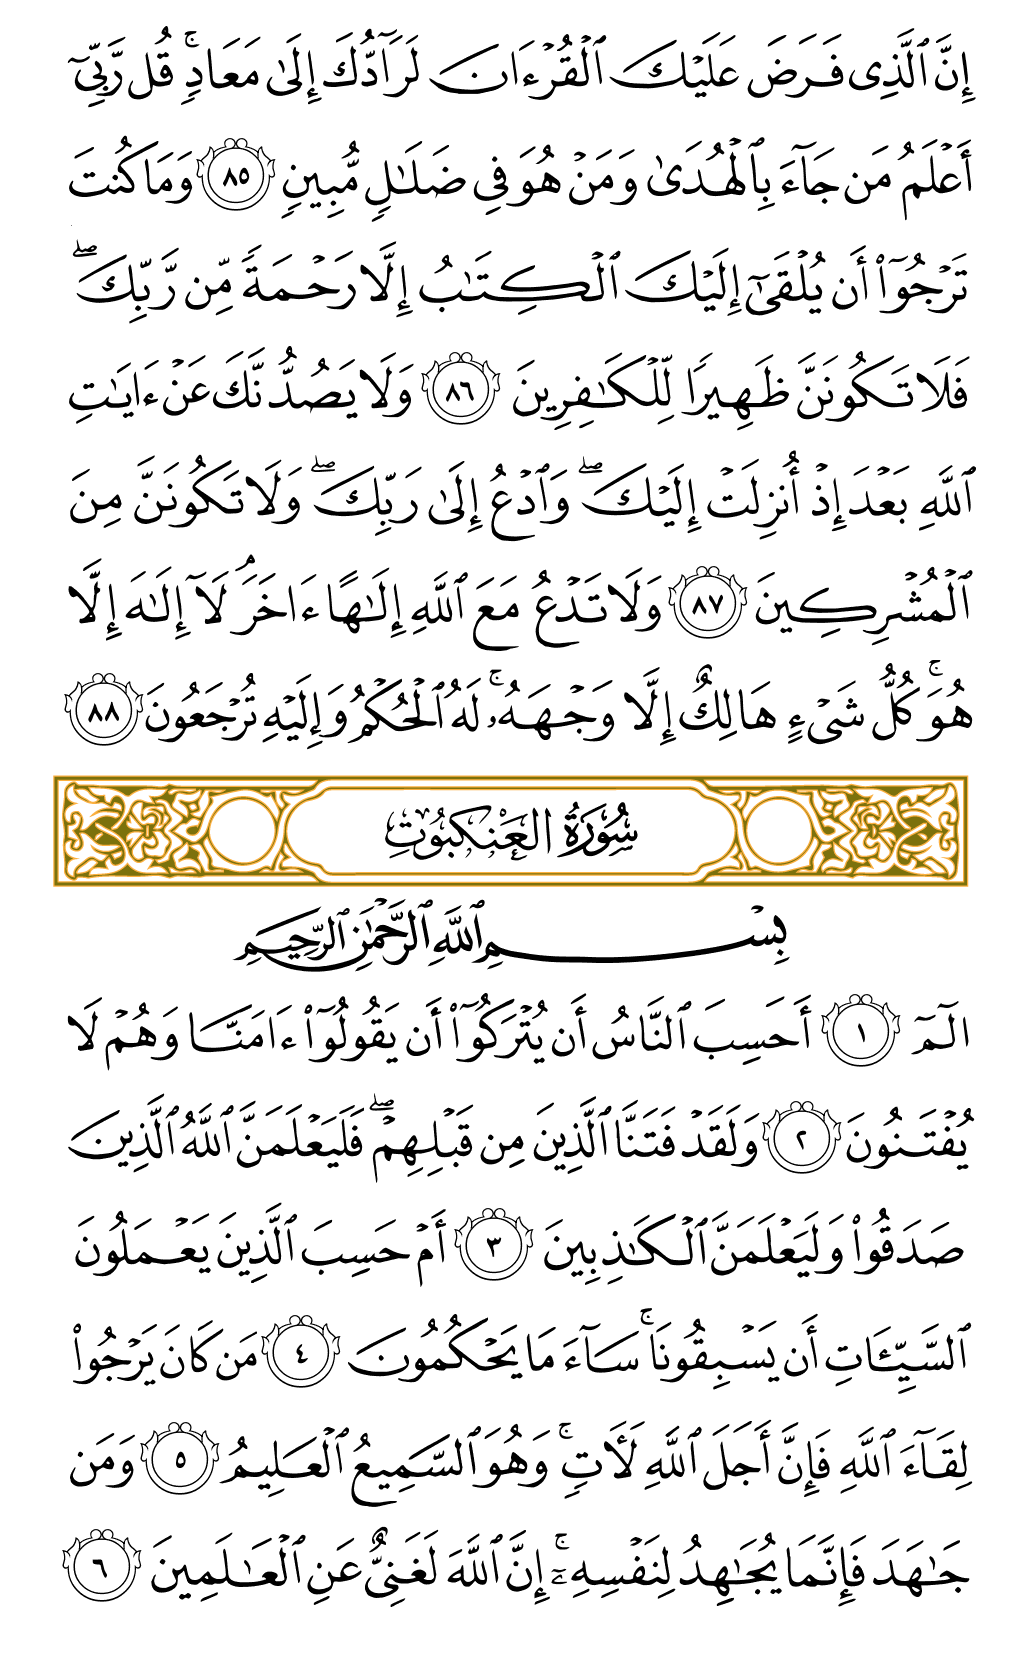 إِنَّ ٱلَّذِى فَرَضَ عَلَيْكَ ٱلْقُرْءَانَ لَرَآدُّكَ إِلَىٰ مَعَادٍ ۚ قُل رَّبِّىٓ
أَعْلَمُ مَن جَآءَ بِٱلْهُدَىٰ وَمَنْ هُوَ فِى ضَلَـٰلٍ مُّبِينٍ ٨٥ وَمَا كُنتَ
تَرْجُوٓا۟ أَن يُلْقَىٰٓ إِلَيْكَ ٱلْكِتَـٰبُ إِلَّا رَحْمَةً مِّن رَّبِّكَ ۖ
فَلَا تَكُونَنَّ ظَهِيرًا لِّلْكَـٰفِرِينَ ٨٦ وَلَا يَصُدُّنَّكَ عَنْ ءَايَـٰتِ
ٱللَّهِ بَعْدَ إِذْ أُنزِلَتْ إِلَيْكَ ۖ وَٱدْعُ إِلَىٰ رَبِّكَ ۖ وَلَا تَكُونَنَّ مِنَ
ٱلْمُشْرِكِينَ ٨٧ وَلَا تَدْعُ مَعَ ٱللَّهِ إِلَـٰهًا ءَاخَرَ ۘ لَآ إِلَـٰهَ إِلَّا
هُوَ ۚ كُلُّ شَىْءٍ هَالِكٌ إِلَّا وَجْهَهُۥ ۚ لَهُ ٱلْحُكْمُ وَإِلَيْهِ تُرْجَعُونَ ٨٨
سُورَةُ العَنْكَبُوتِ
بِسْمِ ٱللَّهِ ٱلرَّحْمَـٰنِ ٱلرَّحِيمِ
الٓمٓ ١ أَحَسِبَ ٱلنَّاسُ أَن يُتْرَكُوٓا۟ أَن يَقُولُوٓا۟ ءَامَنَّا وَهُمْ لَا
يُفْتَنُونَ ٢ وَلَقَدْ فَتَنَّا ٱلَّذِينَ مِن قَبْلِهِمْ ۖ فَلَيَعْلَمَنَّ ٱللَّهُ ٱلَّذِينَ
صَدَقُوا۟ وَلَيَعْلَمَنَّ ٱلْكَـٰذِبِينَ ٣ أَمْ حَسِبَ ٱلَّذِينَ يَعْمَلُونَ
ٱلسَّيِّـَٔاتِ أَن يَسْبِقُونَا ۚ سَآءَ مَا يَحْكُمُونَ ٤ مَن كَانَ يَرْجُوا۟
لِقَآءَ ٱللَّهِ فَإِنَّ أَجَلَ ٱللَّهِ لَـَٔاتٍ ۚ وَهُوَ ٱلسَّمِيعُ ٱلْعَلِيمُ ٥ وَمَن
جَـٰهَدَ فَإِنَّمَا يُجَـٰهِدُ لِنَفْسِهِۦٓ ۚ إِنَّ ٱللَّهَ لَغَنِىٌّ عَنِ ٱلْعَـٰلَمِينَ ٦